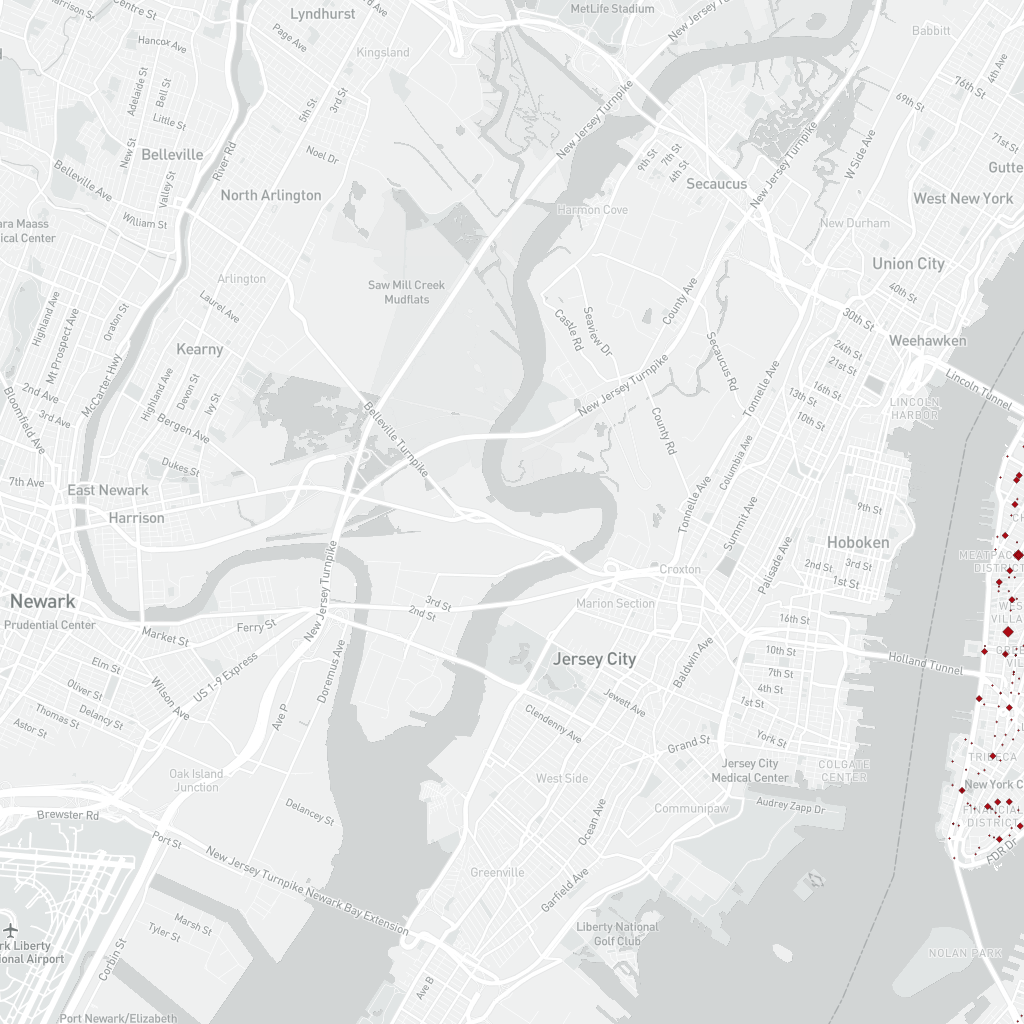 Harrison St
Centre St
Lyndhurst
MetLife Stadium
New Jersey Turnpike
Babbitt
Hancox Ave
Page Ave
Kingsland
4th Ave
76th St
Adelaide St
Bell St
5th St
3rd St
New Jersey Turnpike
69th St
Little St
New St
Belleville
River Rd
Noel Dr
9th St
7th St
4th St
New Jersey Turnpike
W Side Ave
71st St
Belleville Ave
Valley St
North Arlington
Secaucus
Gutte
West New York
William St
Harmon Cove
New Durham
ara Maass
ical Center
Arlington
Saw Mill Creek
Mudflats
Union City
40th St
Highland Ave
Mt Prospect Ave
Oraton St
Laurel Ave
County Ave
Castle Rd
Seaview Dr
30th St
Weehawken
Kearny
24th St
21st St
Secaucus Rd
Lincoln Tunnel
McCarter Hwy
2nd Ave
3rd Ave
Bloomfield Ave
Highland Ave
Devon St
Ivy St
New Jersey Turnpike
Tonnelle Ave
16th St
13th St
10th St
LINCOLN
HARBOR
Bergen Ave
Belleville Turnpike
County Rd
Columbia Ave
Dukes St
7th Ave
East Newark
Harrison
Tonnelle Ave
Summit Ave
9th St
Hoboken
MEATPAC
DISTRICT
Palisade Ave
2nd St
3rd St
1st St
Croxton
Newark
Prudential Center
New Jersey Turnpike
3rd St
2nd St
Marion Section
WES
VILLAG
16th St
Market St
Ferry St
Jersey City
Baldwin Ave
10th St
Holland Tunnel
GREE
VIL
Elm St
US 1-9 Express
Doremus Ave
7th St
4th St
1st St
Oliver St
Wilson Ave
Jewett Ave
Thomas St
Delancy St
Ave P
Clendenny Ave
Astor St
Grand St
York St
TRIBECA
Oak Island
Junction
West Side
Jersey City
Medical Center
COLGATE
CENTER
New York C
Brewster Rd
Delancey St
Communipaw
Audrey Zapp Dr
FINANCIAL
DISTRICT
Ocean Ave
Port St
FDR Dr
New Jersey Turnpike Newark Bay Extension
Greenville
Garfield Ave
Marsh St
Tyler St
Liberty National
Golf Club
rk Liberty
ional Airport
Corbin St
NOLAN PARK
Ave B
Port Newark/Elizabeth